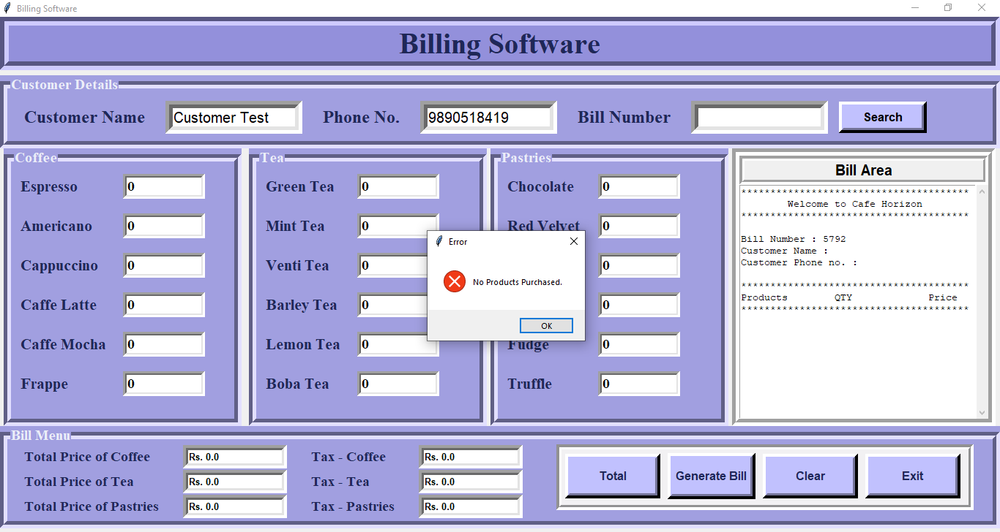 Billing Software
Billing Software
Customer Details
Customer Name Customer Test Phone No. 9890518419 Bill Number Search
Coffee
Espresso 0
Americano 0
Cappuccino 0
Caffe Latte 0
Caffe Mocha 0
Frappe 0
Tea
Green Tea 0
Mint Tea 0
Venti Tea 0
Barley Tea 0
Lemon Tea 0
Boba Tea 0
Pastries
Chocolate 0
Red Velvet 0
0
0
Fudge 0
Truffle 0
Error
No Products Purchased.
OK
Bill Area
***************************************
Welcome to Cafe Horizon
***************************************
Bill Number : 5792
Customer Name :
Customer Phone no. :
***************************************
Products QTY Price
***************************************
Bill Menu
Total Price of Coffee Rs. 0.0 Tax - Coffee Rs. 0.0
Total Price of Tea Rs. 0.0 Tax - Tea Rs. 0.0
Total Price of Pastries Rs. 0.0 Tax - Pastries Rs. 0.0
Total Generate Bill Clear Exit